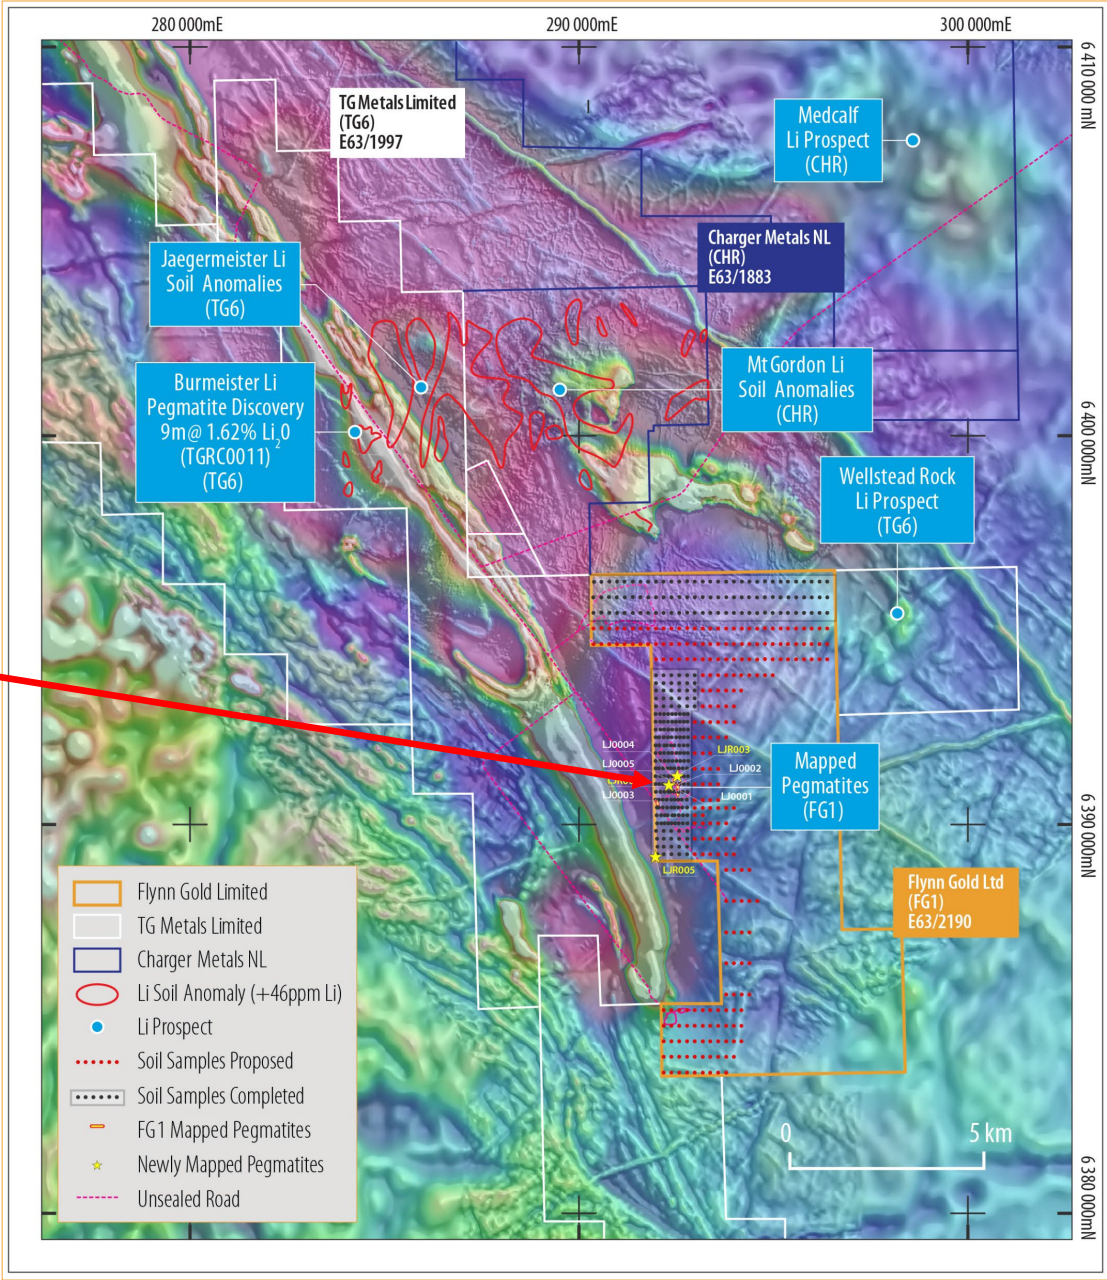 280 000mE
290 000mE
300 000mE
6 410 000 mN
TG Metals Limited
(TG6)
E63/1997
Medcalf
Li Prospect
(CHR)
Charger Metals NL
(CHR)
E63/1883
Jaegermeister Li
Soil Anomalies
(TG6)
Mt Gordon Li
Soil Anomalies
(CHR)
Burmeister Li
Pegmatite Discovery
9m@ 1.62% Li₂0
(TGRC0011)
(TG6)
6 400 000mN
Wellstead Rock
Li Prospect
(TG6)
LJ0004
LJR003
LJ0005
LJ0002
LJ0003
LJ0001
Mapped
Pegmatites
(FG1)
6 390 000mN
LJR005
Flynn Gold Ltd
(FG1)
E63/2190
Flynn Gold Limited
TG Metals Limited
Charger Metals NL
Li Soil Anomaly (+46ppm Li)
Li Prospect
Soil Samples Proposed
Soil Samples Completed
FG1 Mapped Pegmatites
Newly Mapped Pegmatites
Unsealed Road
0 5 km
6 380 000mN